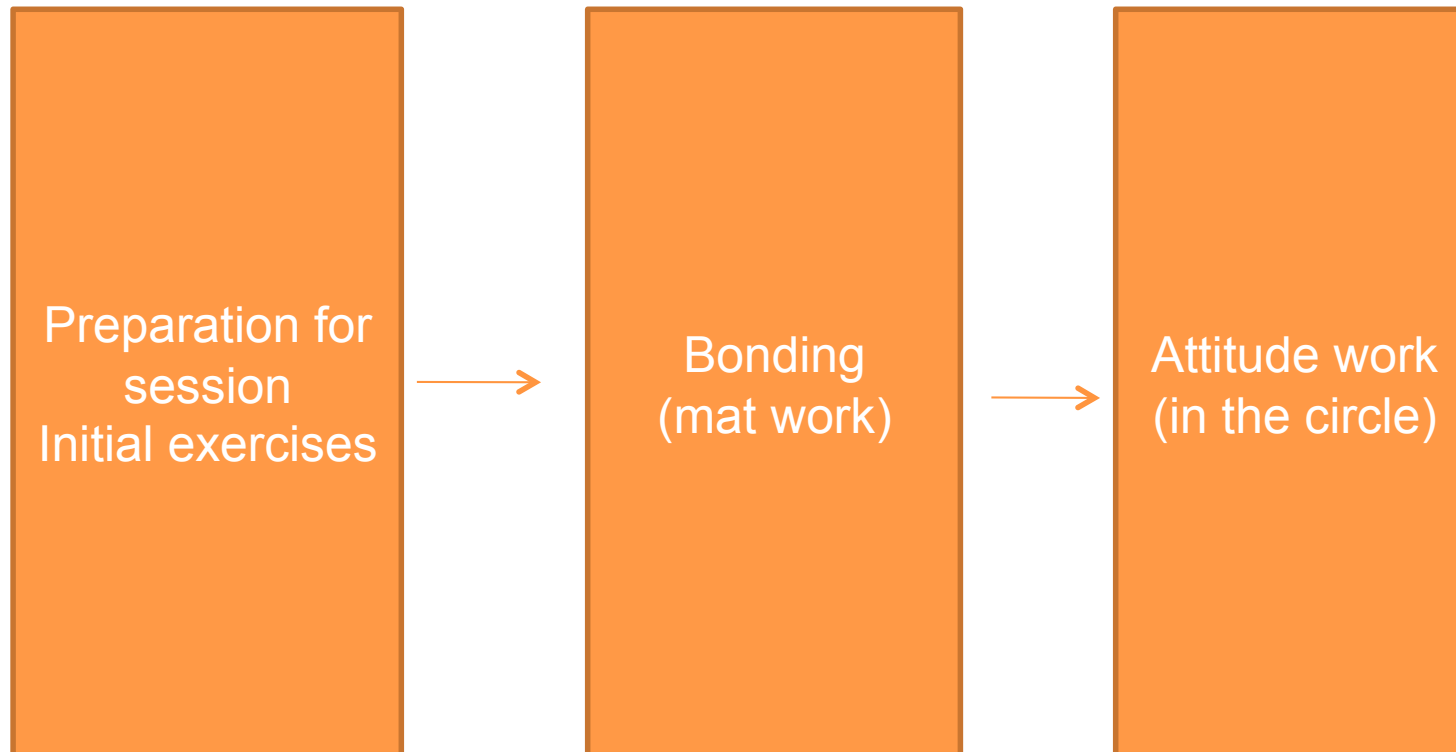 Preparation for
session
Initial exercises
Bonding
(mat work)
Attitude work
(in the circle)